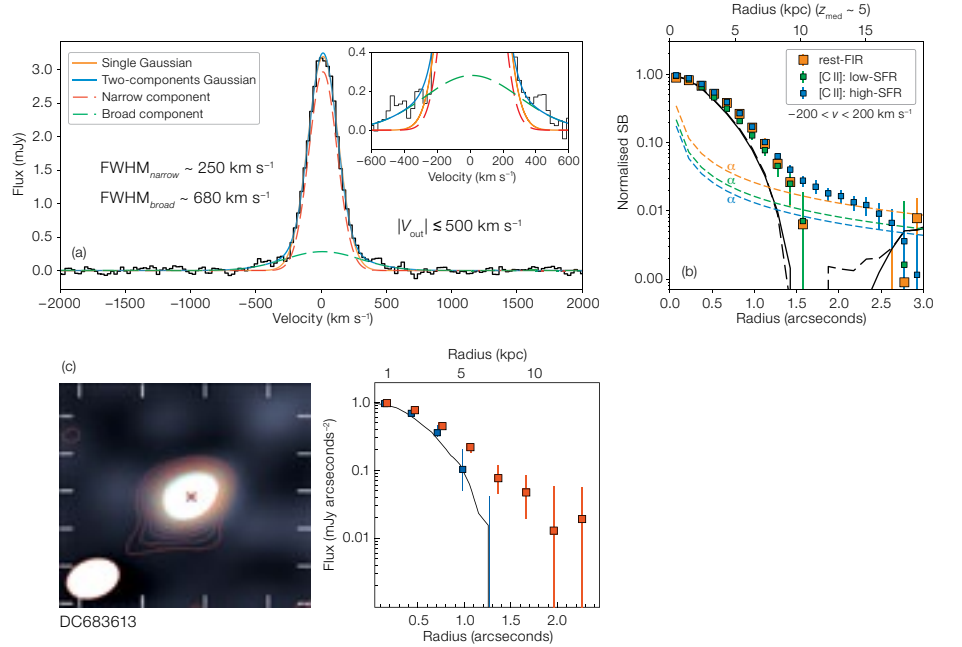 Single Gaussian
Two-components Gaussian
Narrow component
Broad component
FWHMnarrow ~ 250 km s−1
FWHMbroad ~ 680 km s−1
|Vout| ≲ 500 km s−1
(a)
Flux (mJy)
3.0
2.5
2.0
1.5
1.0
0.5
0.0
−2000 −1500 −1000 −500 0 500 1000 1500 2000
Velocity (km s−1)
0.4
0.2
0.0
−600 −400 −200 0 200 400 600
Velocity (km s−1)
Radius (kpc) (zmed ~ 5)
0 5 10 15
rest-FIR
[C II]: low-SFR
[C II]: high-SFR
−200 < v < 200 km s−1
Normalised SB
1.00
0.10
0.01
0.00
α
α
α
(b)
0.0 0.5 1.0 1.5 2.0 2.5 3.0
Radius (arcseconds)
(c)
DC683613
Radius (kpc)
1 5 10
Flux (mJy arcseconds−2)
1.0
0.1
0.01
0.5 1.0 1.5 2.0
Radius (arcseconds)